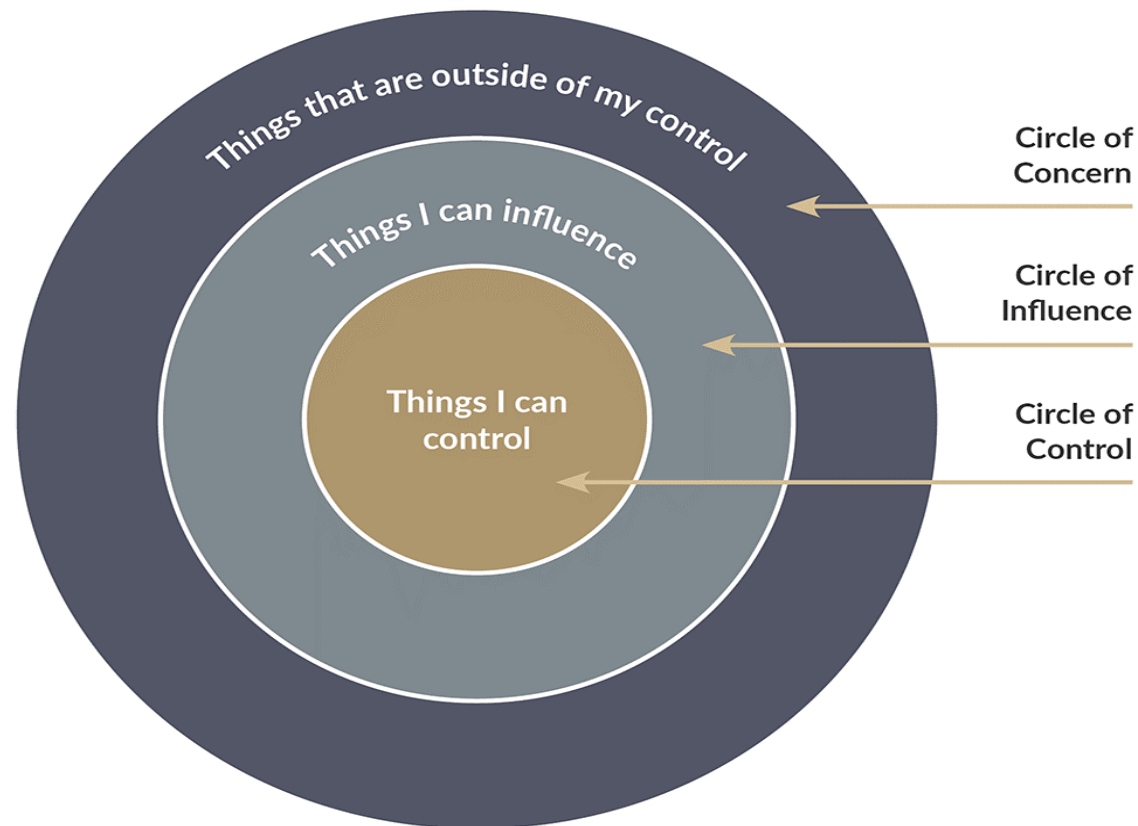 Things that are outside of my control
Things I can influence
Things I can
control
Circle of
Concern
Circle of
Influence
Circle of
Control